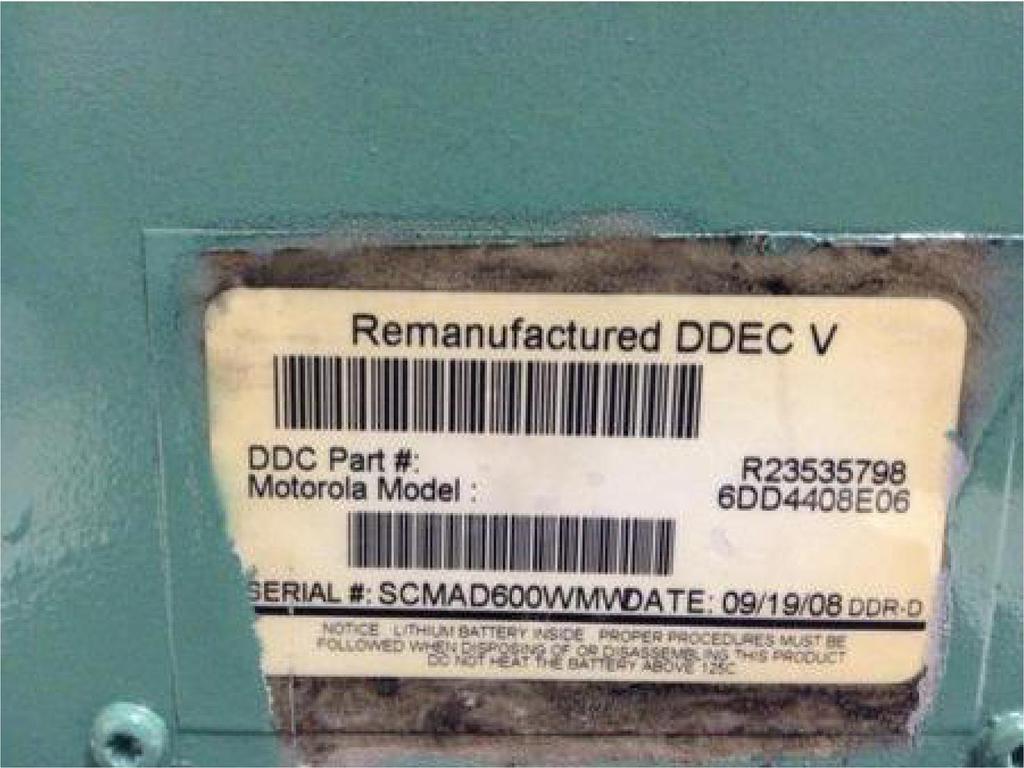 Remanufactured DDEC V
DDC Part #: R23535798
Motorola Model : 6DD4408E06
SERIAL #: SCMAD600WMWDATE: 09/19/08 DDR-D
NOTICE LITHIUM BATTERY INSIDE PROPER PROCEDURES MUST BE
FOLLOWED WHEN DISPOSING OF OR DISASSEMBLING THIS PRODUCT
DO NOT HEAT THE BATTERY ABOVE 125C